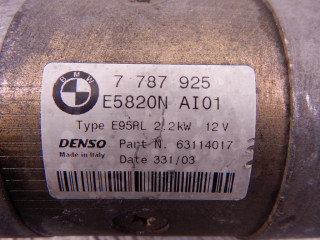 BMW
7 787 925
E5820N AI01
Type E95RL 2.2kW 12V
DENSO Part N. 63114017
Made in Italy
Date 331/03